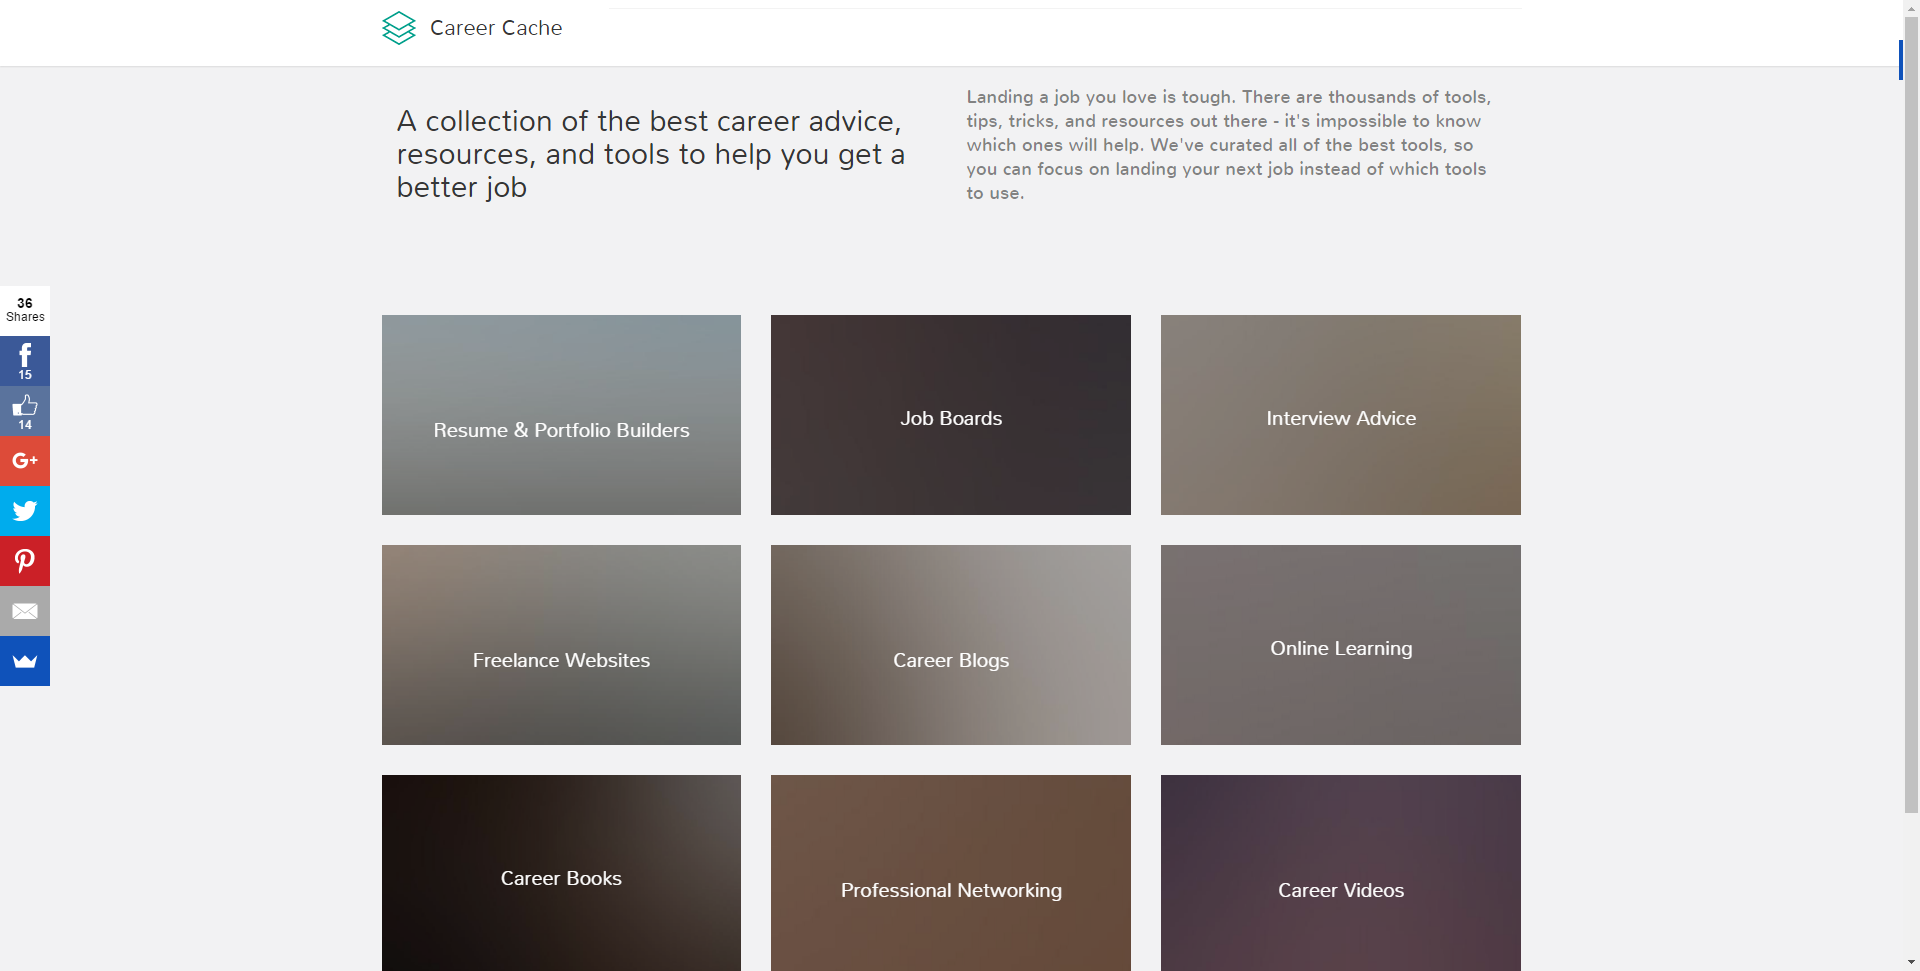 Career Cache
A collection of the best career advice,
resources, and tools to help you get a
better job
Landing a job you love is tough. There are thousands of tools,
tips, tricks, and resources out there - it's impossible to know
which ones will help. We've curated all of the best tools, so
you can focus on landing your next job instead of which tools
to use.
36
Shares
15
14
G+
Resume & Portfolio Builders
Job Boards
Interview Advice
Freelance Websites
Career Blogs
Online Learning
Career Books
Professional Networking
Career Videos